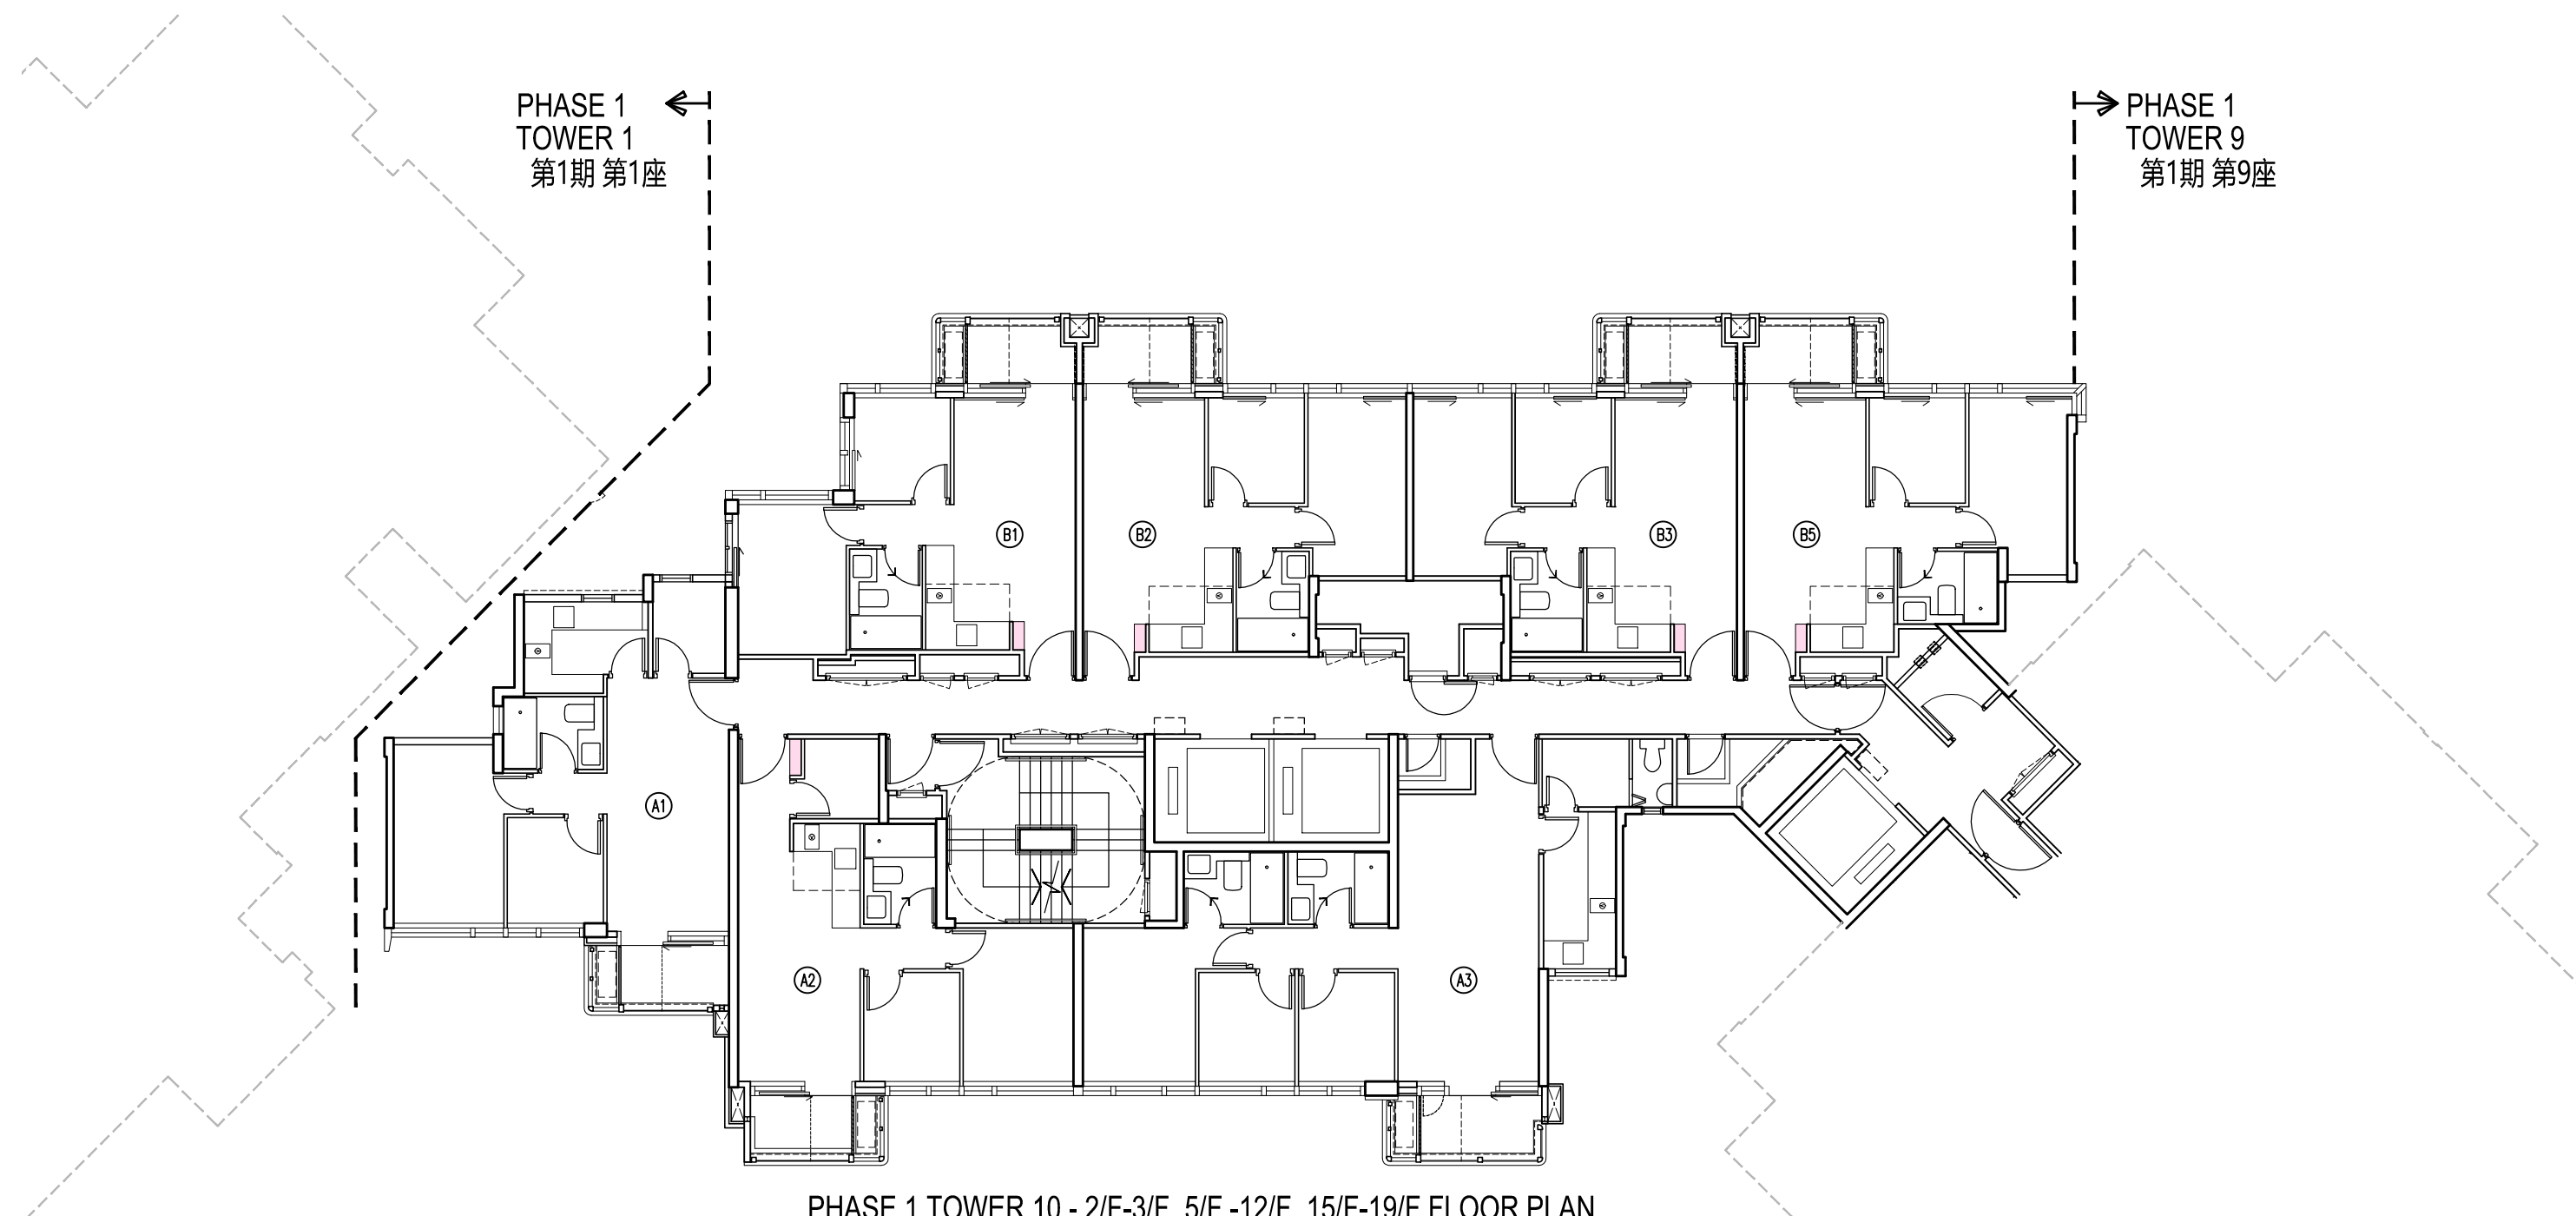 PHASE 1
TOWER 1
第1期 第1座
PHASE 1
TOWER 9
第1期 第9座
B1
B2
B3
B5
A1
A2
A3
PHASE 1 TOWER 10 - 2/F-3/F, 5/F -12/F, 15/F-19/F FLOOR PLAN